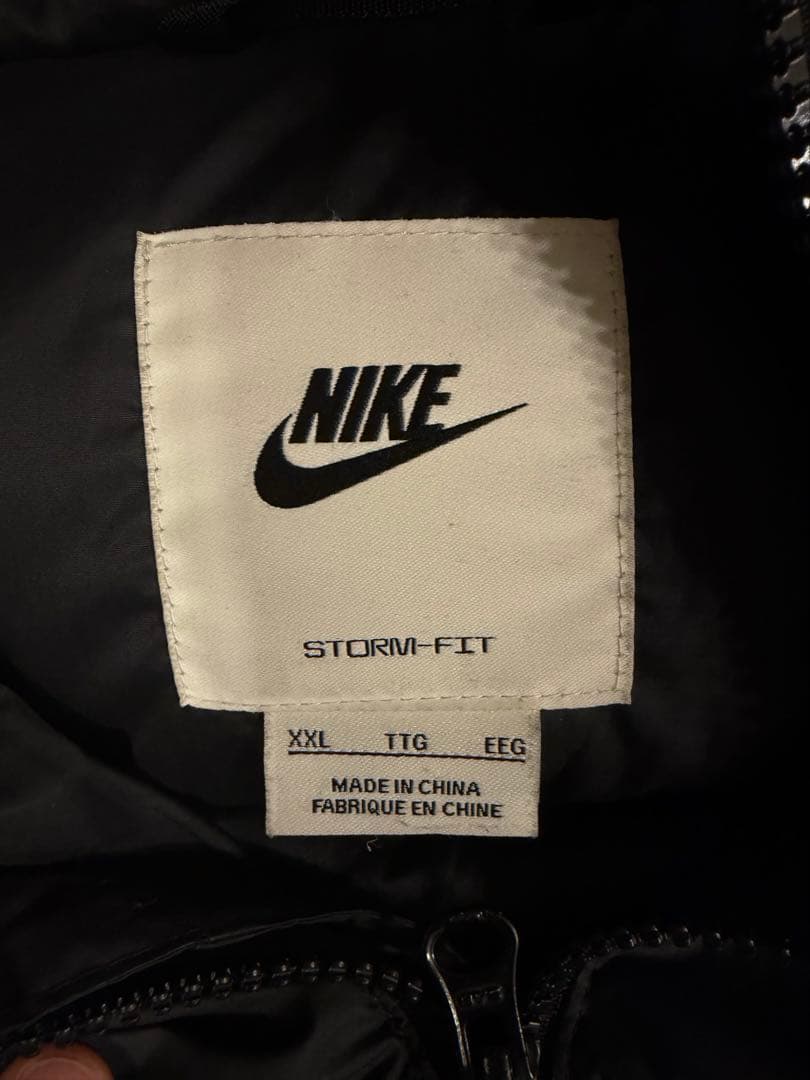 NIKE
STORM-FIT
XXL TTG EEG
MADE IN CHINA
FABRIQUE EN CHINE